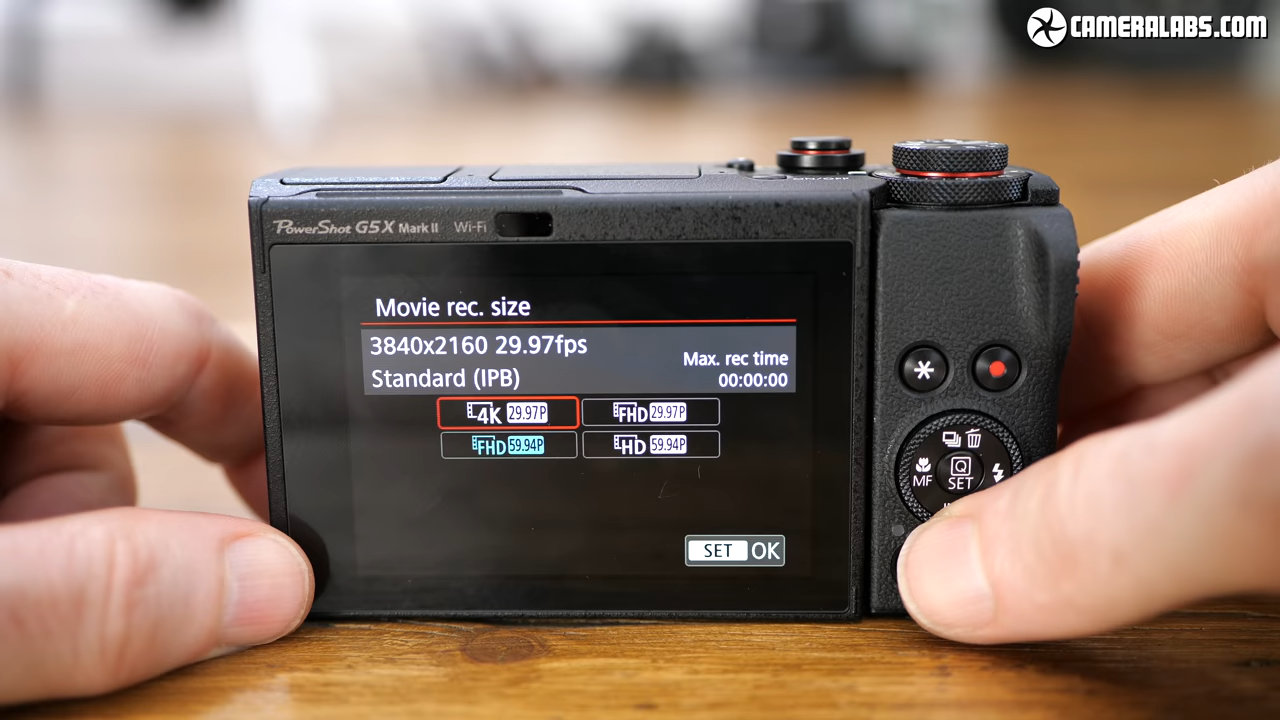 CAMERALABS.COM
ON/OFF
PowerShot G5X Mark II Wi-Fi
Movie rec. size
3840x2160 29.97fps
Max. rec time
Standard (IPB)
00:00:00
4K 29.97P
FHD 29.97P
FHD 59.94P
HD 59.94P
SET OK
MF
Q
SET